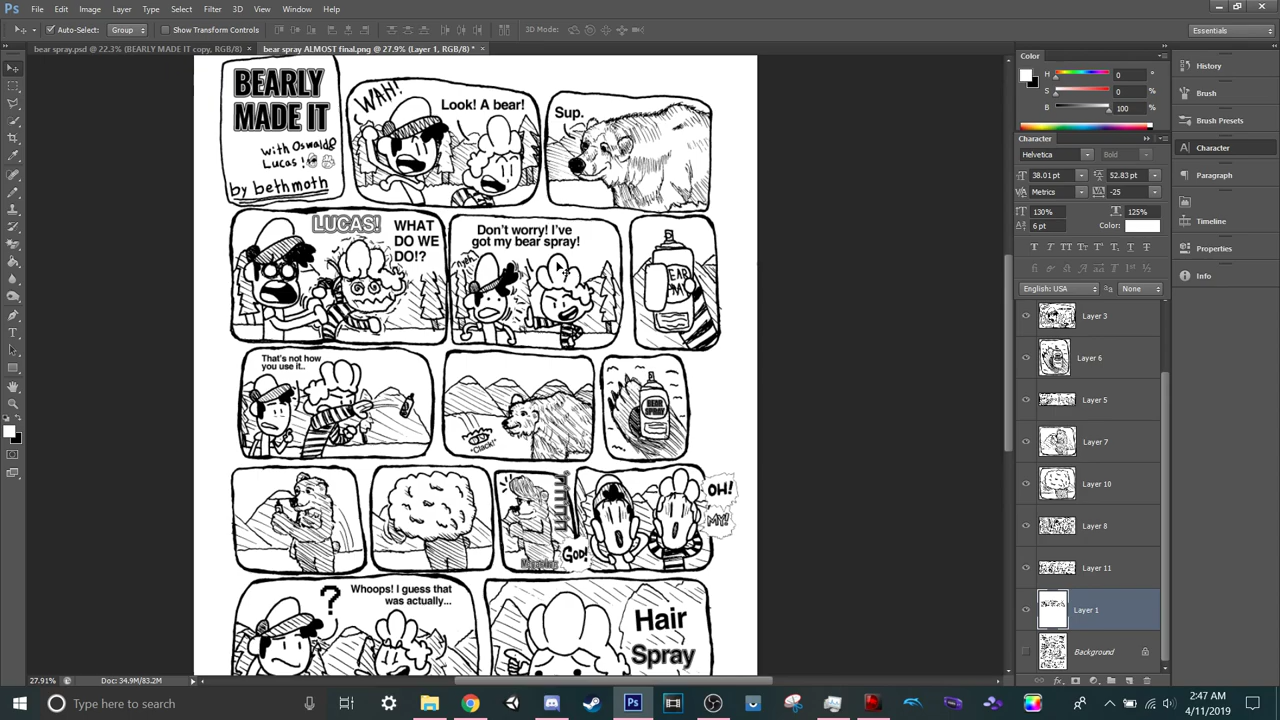 Ps File Edit Image Layer Type Select Filter 3D View Window Help
Auto-Select: Group Show Transform Controls 3D Mode: Essentials
bear spray.psd @ 22.3% (BEARLY MADE IT copy, RGB/8) × bear spray ALMOST final.png @ 27.9% (Layer 1, RGB/8) * ×
BEARLY
MADE IT
with Oswald &
Lucas!
by bethmoth
WAH!
Look! A bear!
Sup.
LUCAS!
WHAT
DO WE
DO!?
Don't worry! I've
got my bear spray!
nyeh
BEAR
SPRAY
That's not how
you use it..
*Clack!*
BEAR
SPRAY
God!
OH!
MY!
?
Whoops! I guess that
was actually...
Hair
Spray
Color
H 0 °
S 0 %
B 100 %
Character
Helvetica Bold
38.01 pt 52.83 pt
Metrics -25
130% 125%
6 pt Color:
English: USA None
Layer 3
Layer 6
Layer 5
Layer 7
Layer 10
Layer 8
Layer 11
Layer 1
Background
History
Brush
Brush Presets
Character
Paragraph
Timeline
Properties
Info
27.91% Doc: 34.9M/83.2M
Type here to search
2:47 AM
4/11/2019